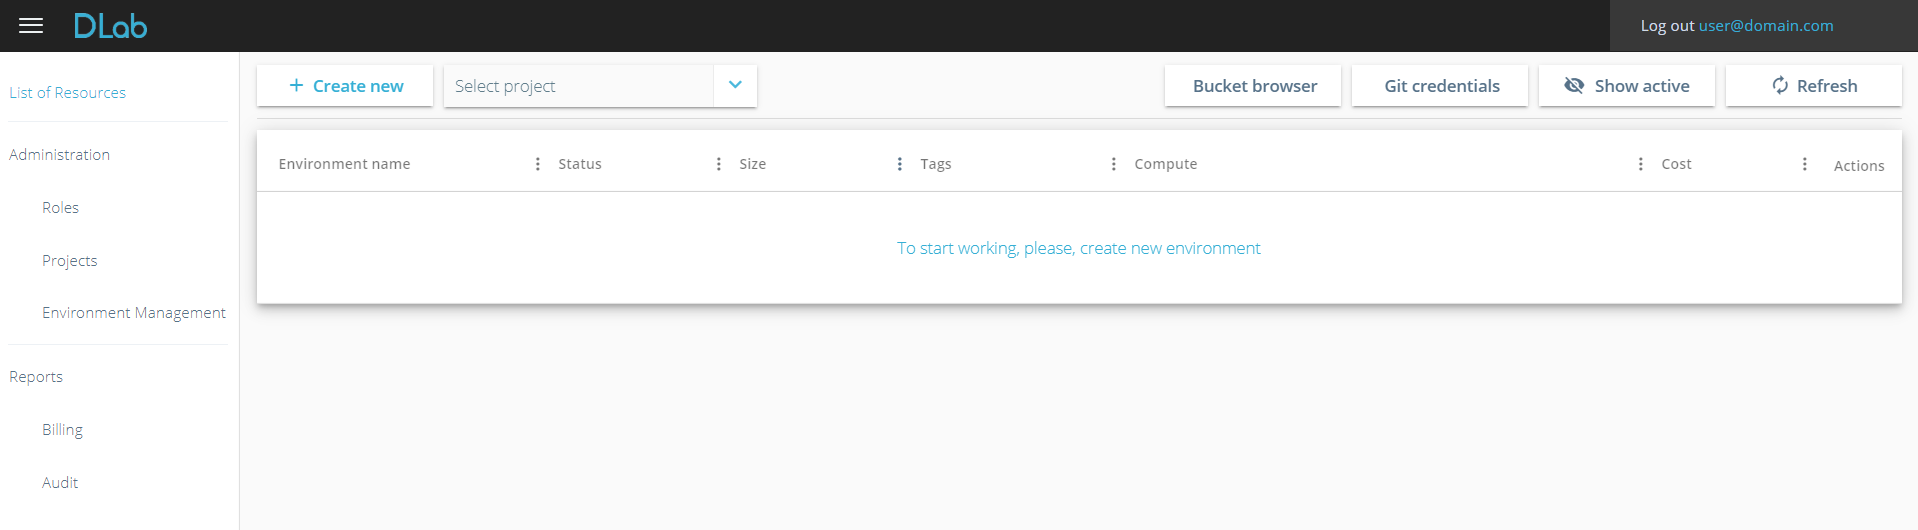 DLab
Log out user@domain.com
List of Resources
Administration
Roles
Projects
Environment Management
Reports
Billing
Audit
+ Create new
Select project
Bucket browser
Git credentials
Show active
Refresh
Environment name
Status
Size
Tags
Compute
Cost
Actions
To start working, please, create new environment